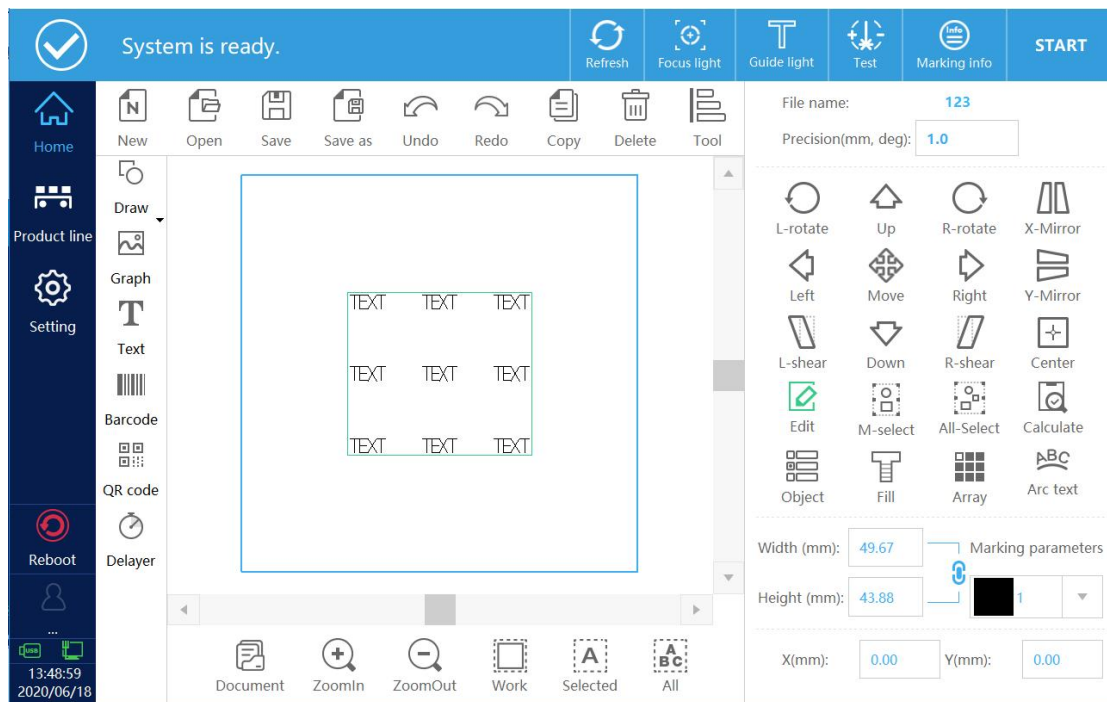 System is ready.
Refresh
Focus light
Guide light
Test
Info
Marking info
START
Home
Product line
Setting
Reboot
...
USB
13:48:59
2020/06/18
N
New
Open
Save
Save as
Undo
Redo
Copy
Delete
Tool
Draw
Graph
T
Text
Barcode
QR code
Delayer
TEXT TEXT TEXT
TEXT TEXT TEXT
TEXT TEXT TEXT
Document
ZoomIn
ZoomOut
Work
A
Selected
A
B C
All
File name: 123
Precision(mm, deg): 1.0
L-rotate Up R-rotate X-Mirror
Left Move Right Y-Mirror
L-shear Down R-shear Center
Edit M-select All-Select Calculate
ABC
Object Fill Array Arc text
Width (mm): 49.67 Marking parameters
Height (mm): 43.88 1
X(mm): 0.00 Y(mm): 0.00